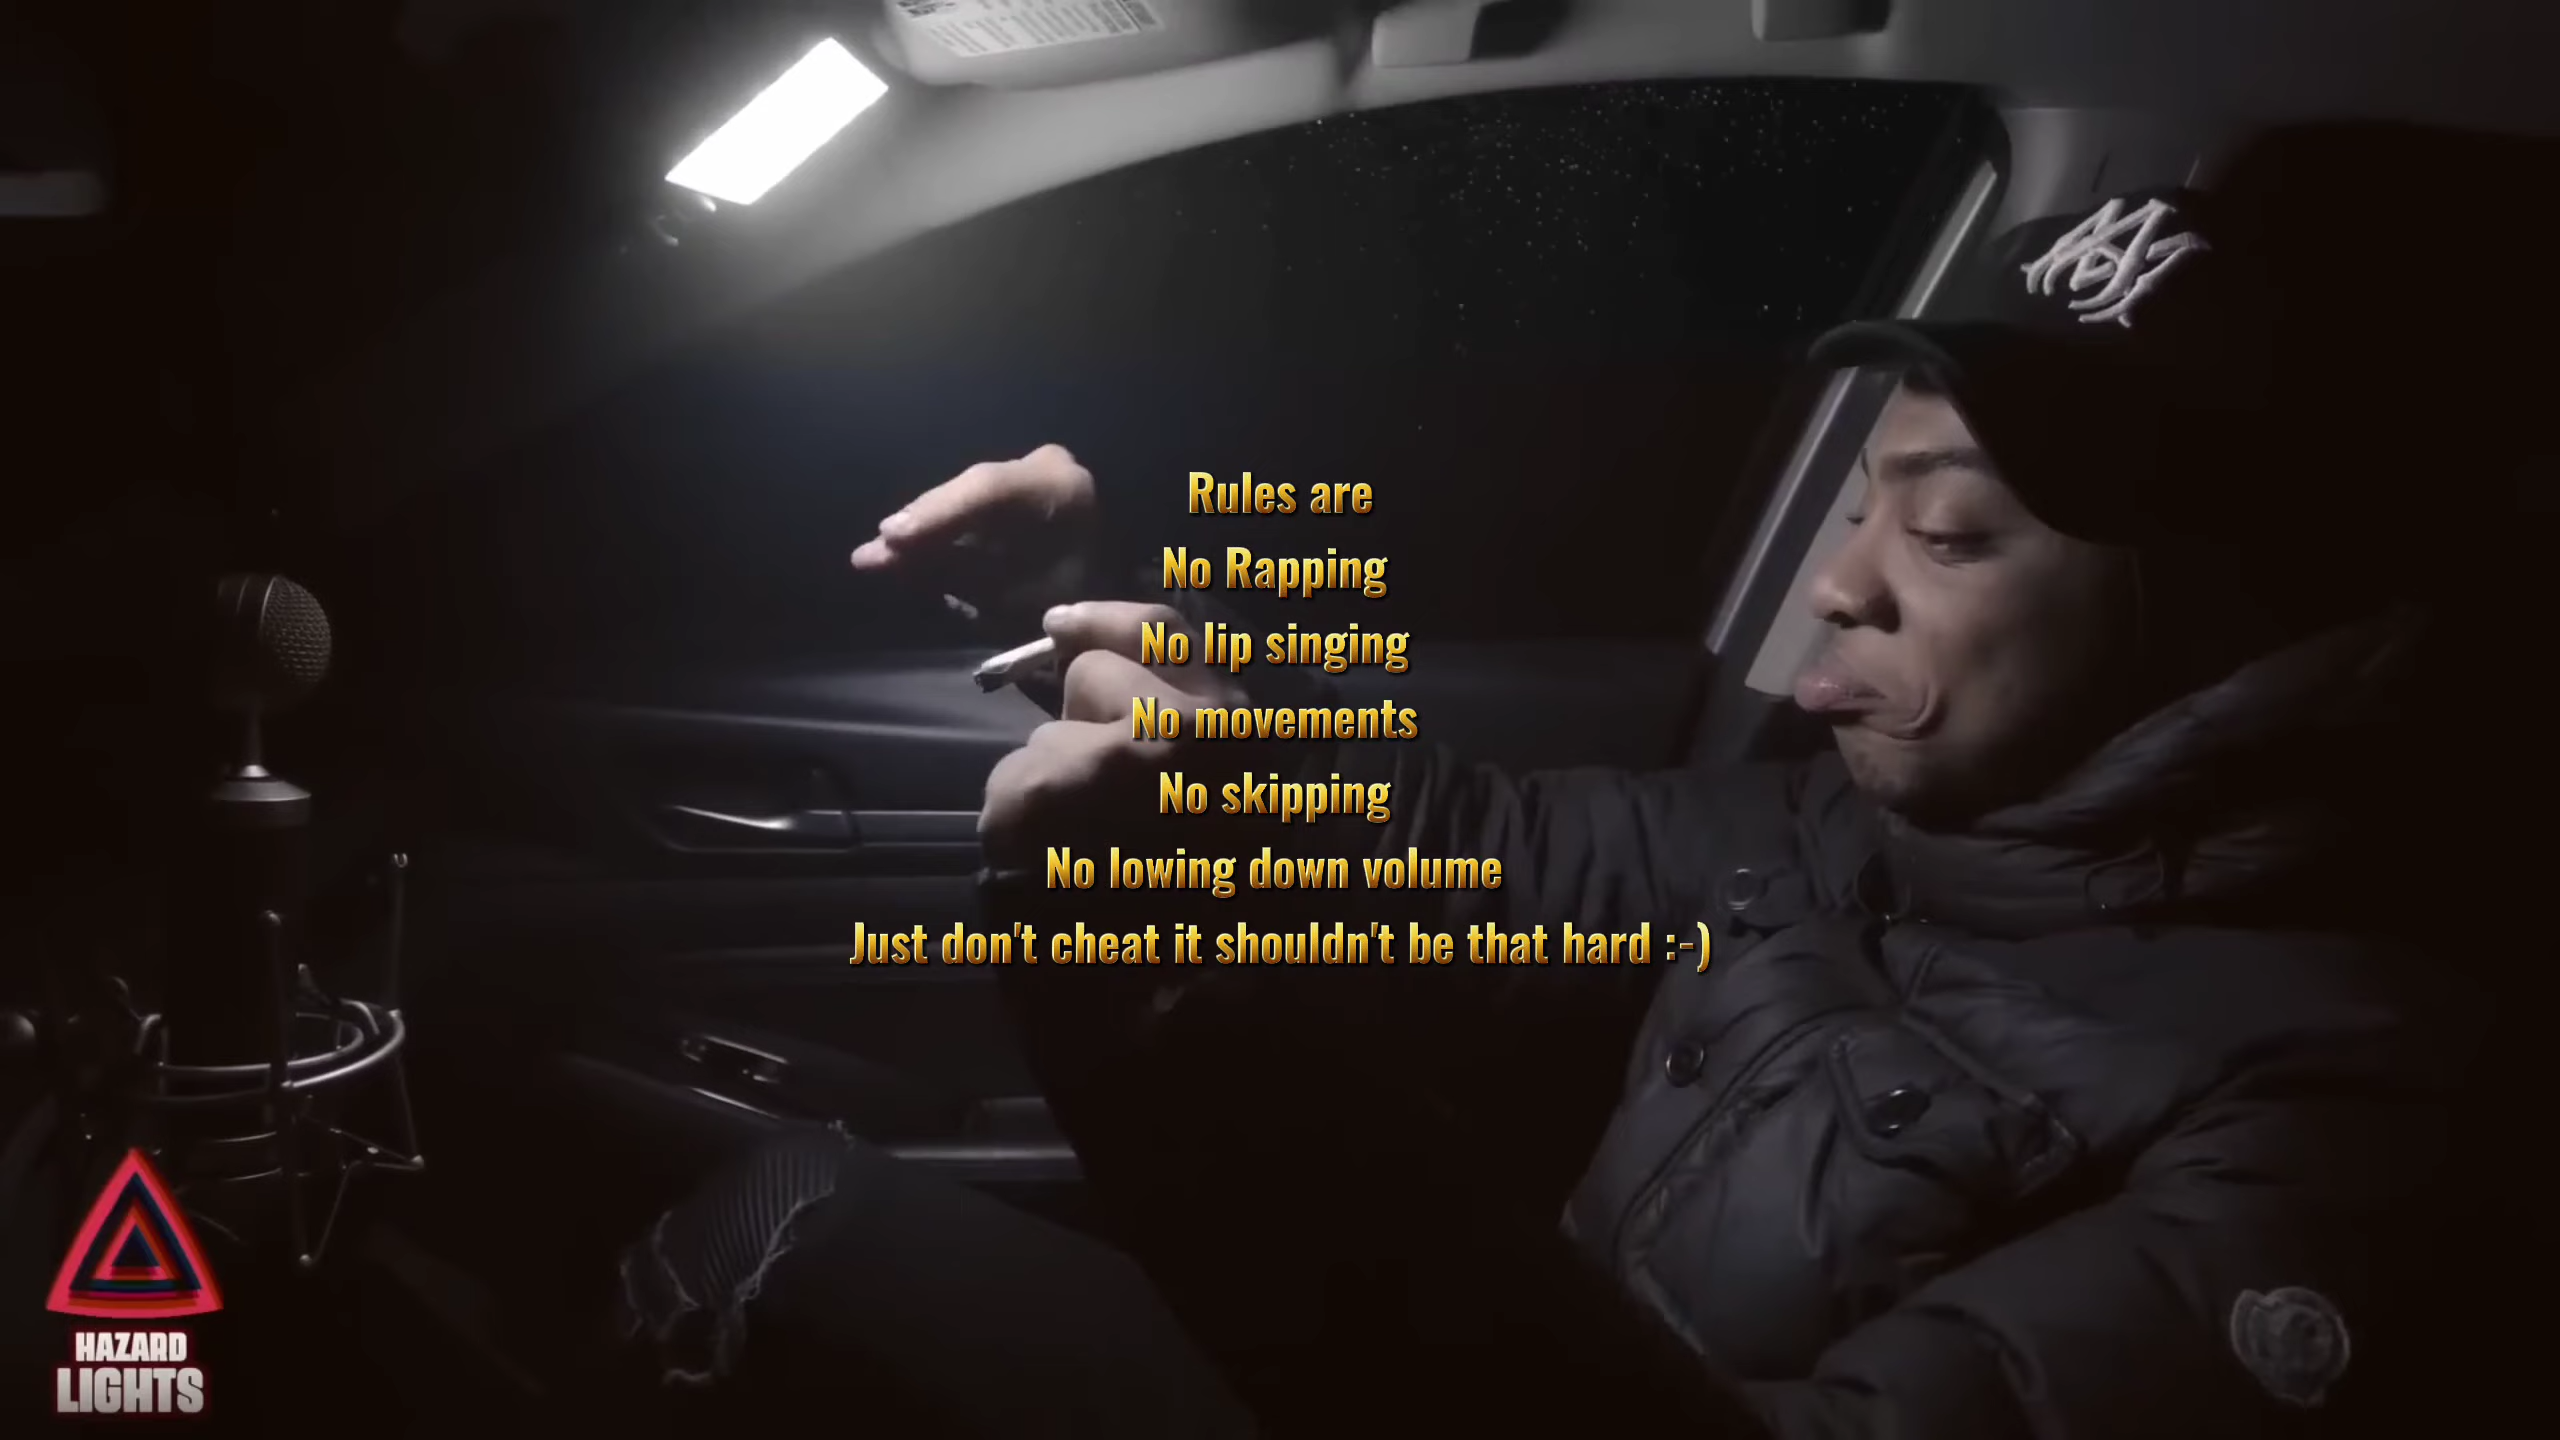 Rules are
No Rapping
No lip singing
No movements
No skipping
No lowing down volume
Just don't cheat it shouldn't be that hard :-)
HAZARD
LIGHTS